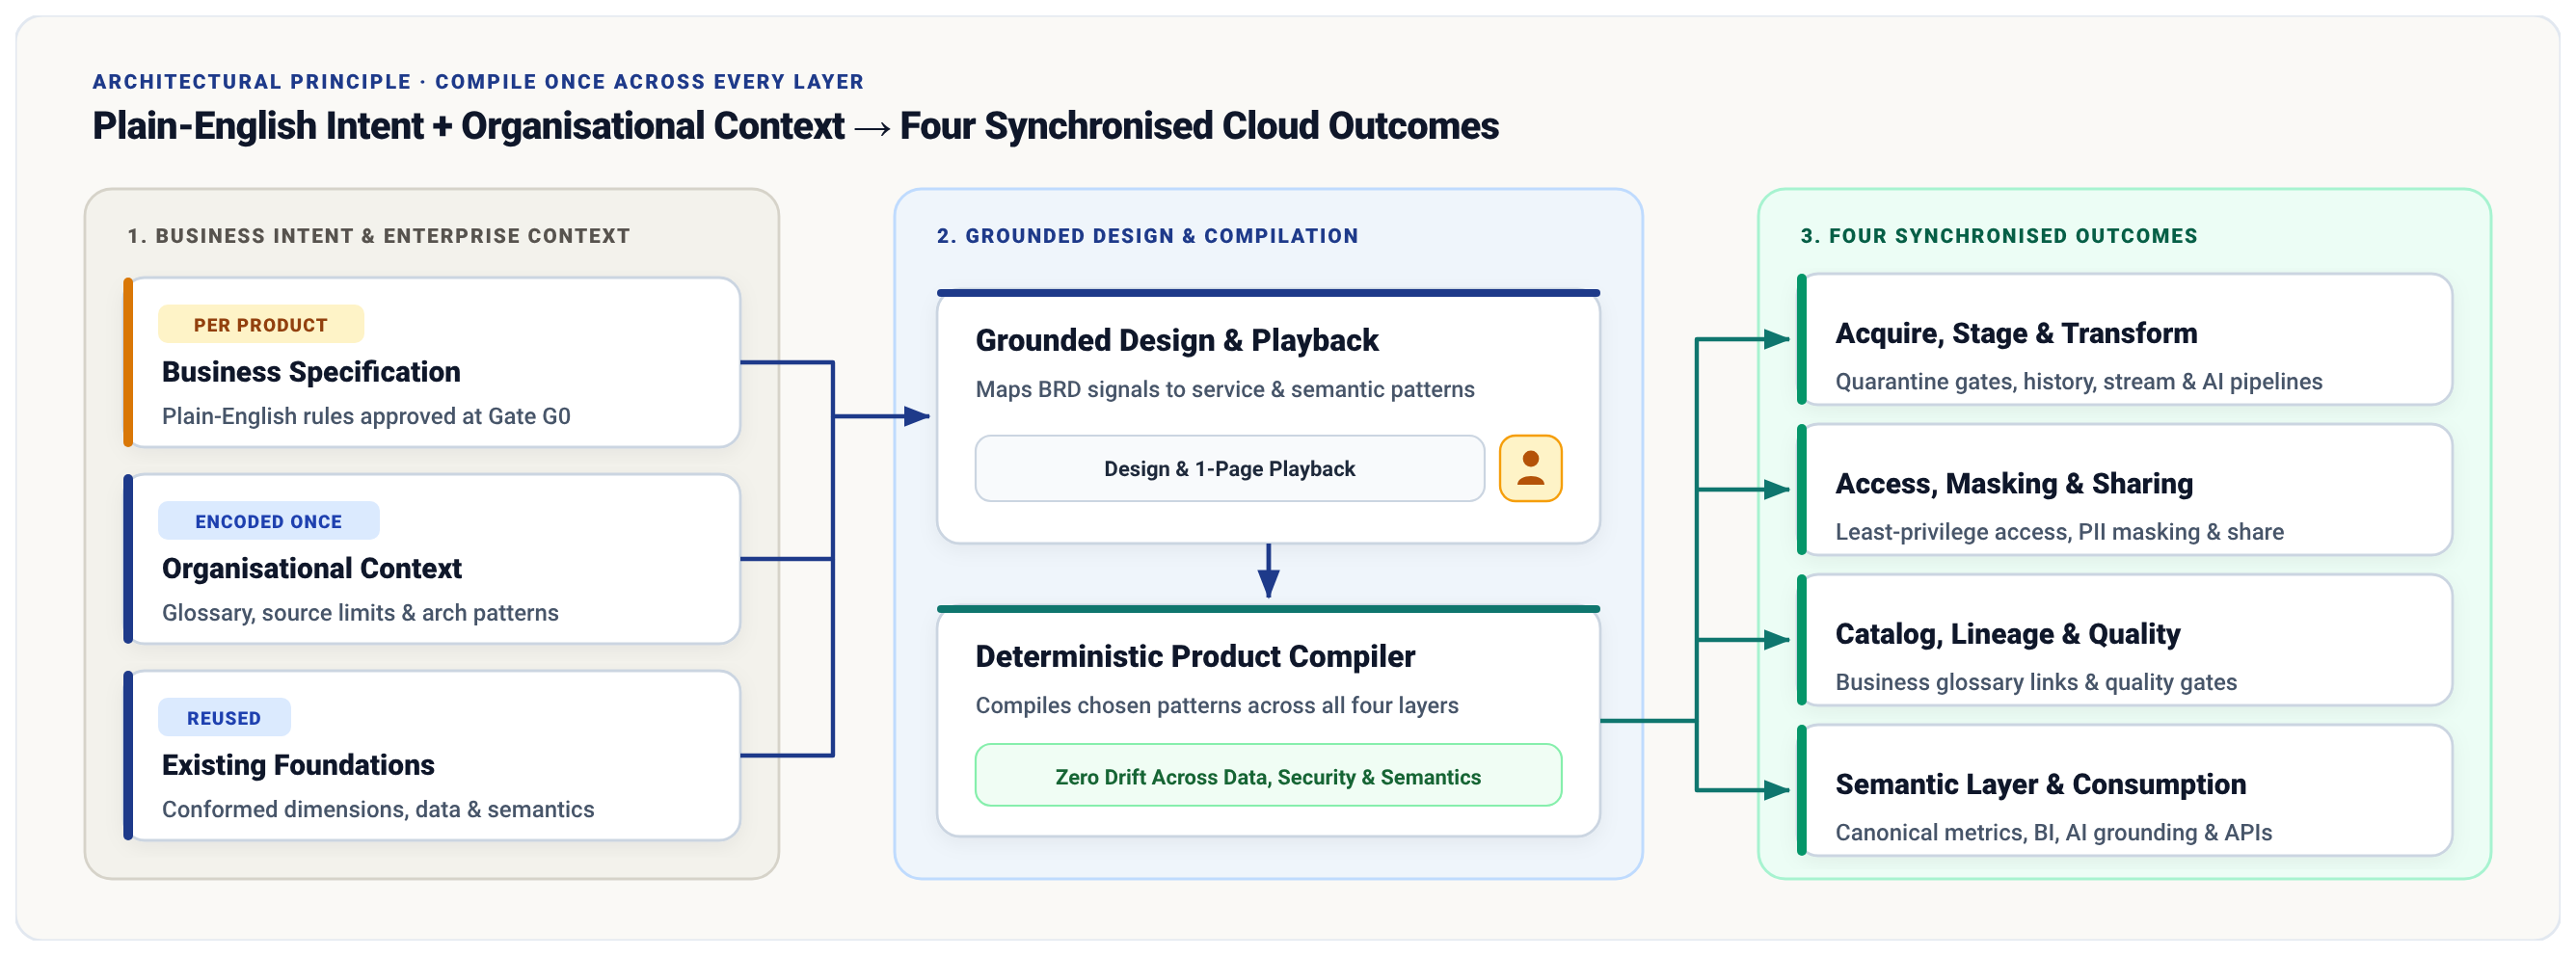 ARCHITECTURAL PRINCIPLE · COMPILE ONCE ACROSS EVERY LAYER
Plain-English Intent + Organisational Context → Four Synchronised Cloud Outcomes
1. BUSINESS INTENT & ENTERPRISE CONTEXT
PER PRODUCT
Business Specification
Plain-English rules approved at Gate G0
ENCODED ONCE
Organisational Context
Glossary, source limits & arch patterns
REUSED
Existing Foundations
Conformed dimensions, data & semantics
2. GROUNDED DESIGN & COMPILATION
Grounded Design & Playback
Maps BRD signals to service & semantic patterns
Design & 1-Page Playback
Deterministic Product Compiler
Compiles chosen patterns across all four layers
Zero Drift Across Data, Security & Semantics
3. FOUR SYNCHRONISED OUTCOMES
Acquire, Stage & Transform
Quarantine gates, history, stream & AI pipelines
Access, Masking & Sharing
Least-privilege access, PII masking & share
Catalog, Lineage & Quality
Business glossary links & quality gates
Semantic Layer & Consumption
Canonical metrics, BI, AI grounding & APIs